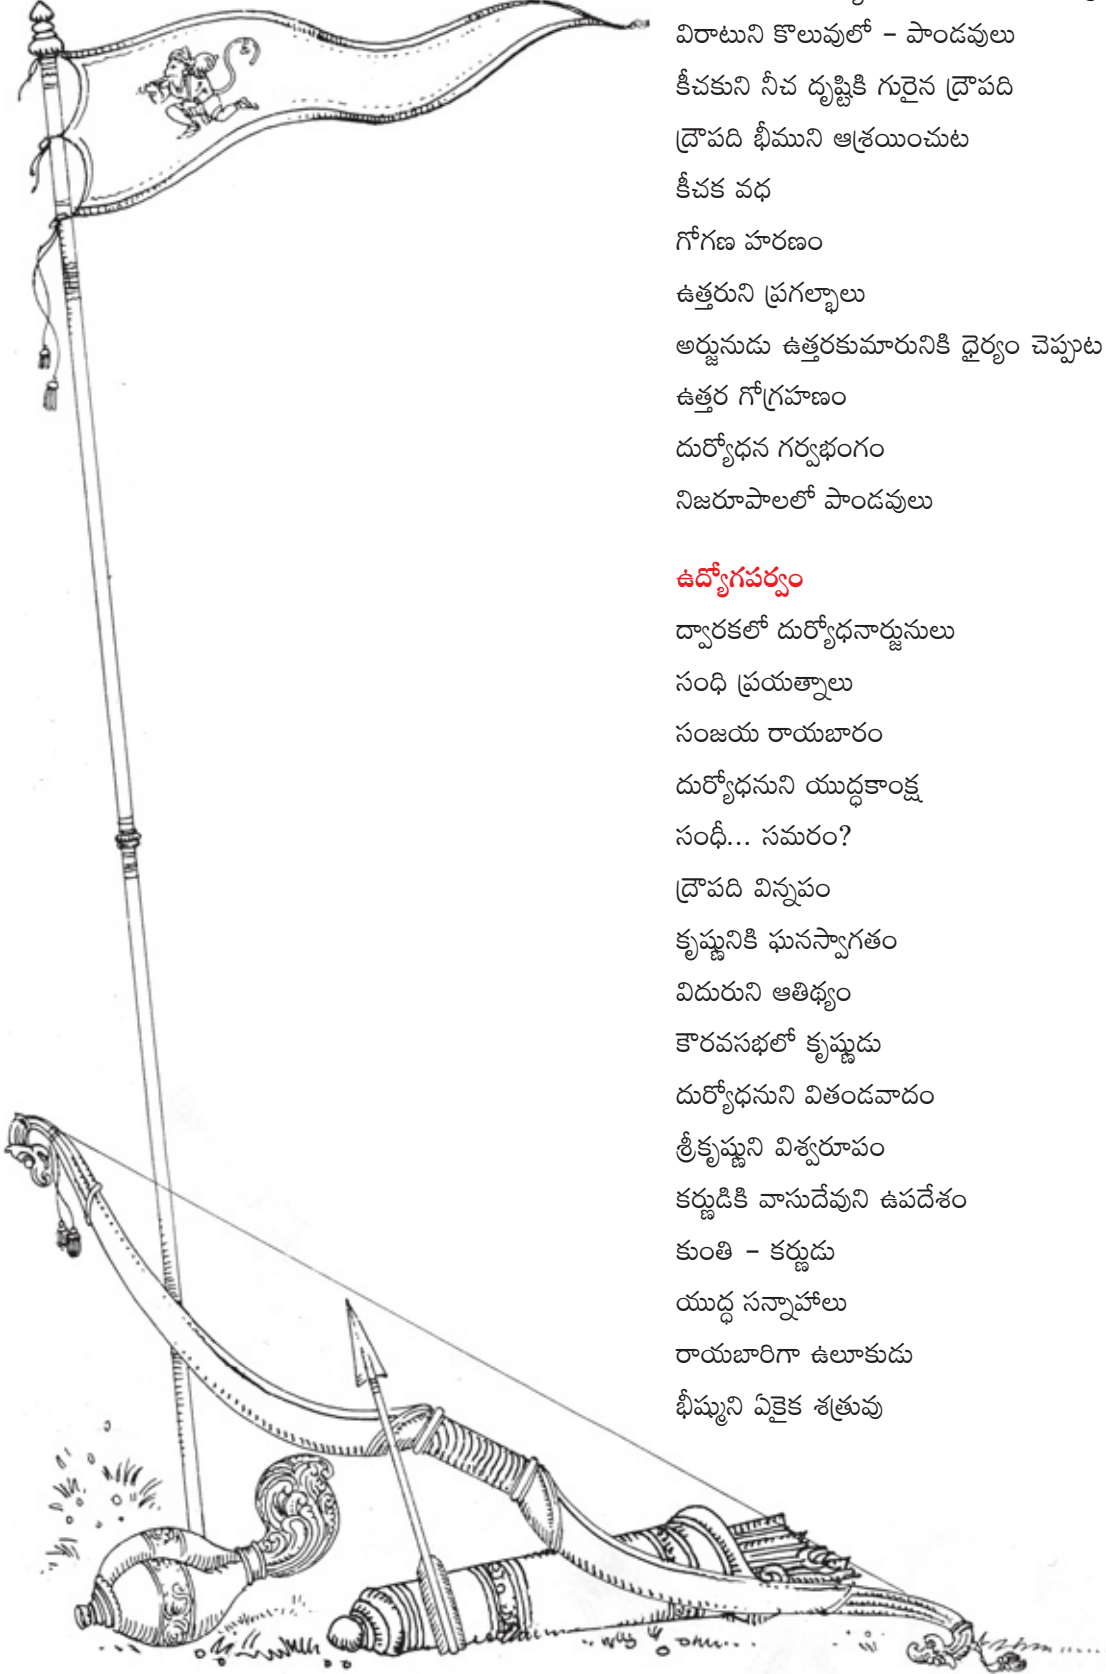 విరాటుని కొలువులో – పాండవులు
కీచకుని నీచ దృష్టికి గురైన ద్రౌపది
ద్రౌపది భీముని ఆశ్రయించుట
కీచక వధ
గోగణ హరణం
ఉత్తరుని ప్రగల్భాలు
అర్జునుడు ఉత్తరకుమారునికి ధైర్యం చెప్పుట
ఉత్తర గోగ్రహణం
దుర్యోధన గర్వభంగం
నిజరూపాలలో పాండవులు
ఉద్యోగపర్వం
ద్వారకలో దుర్యోధనార్జునులు
సంధి ప్రయత్నాలు
సంజయ రాయబారం
దుర్యోధనుని యుద్ధకాంక్ష
సంధీ... సమరం?
ద్రౌపది విన్నపం
కృష్ణునికి ఘనస్వాగతం
విదురుని ఆతిథ్యం
కౌరవసభలో కృష్ణుడు
దుర్యోధనుని వితండవాదం
శ్రీకృష్ణుని విశ్వరూపం
కర్ణుడికి వాసుదేవుని ఉపదేశం
కుంతి – కర్ణుడు
యుద్ధ సన్నాహాలు
రాయబారిగా ఉలూకుడు
భీష్ముని ఏకైక శత్రువు